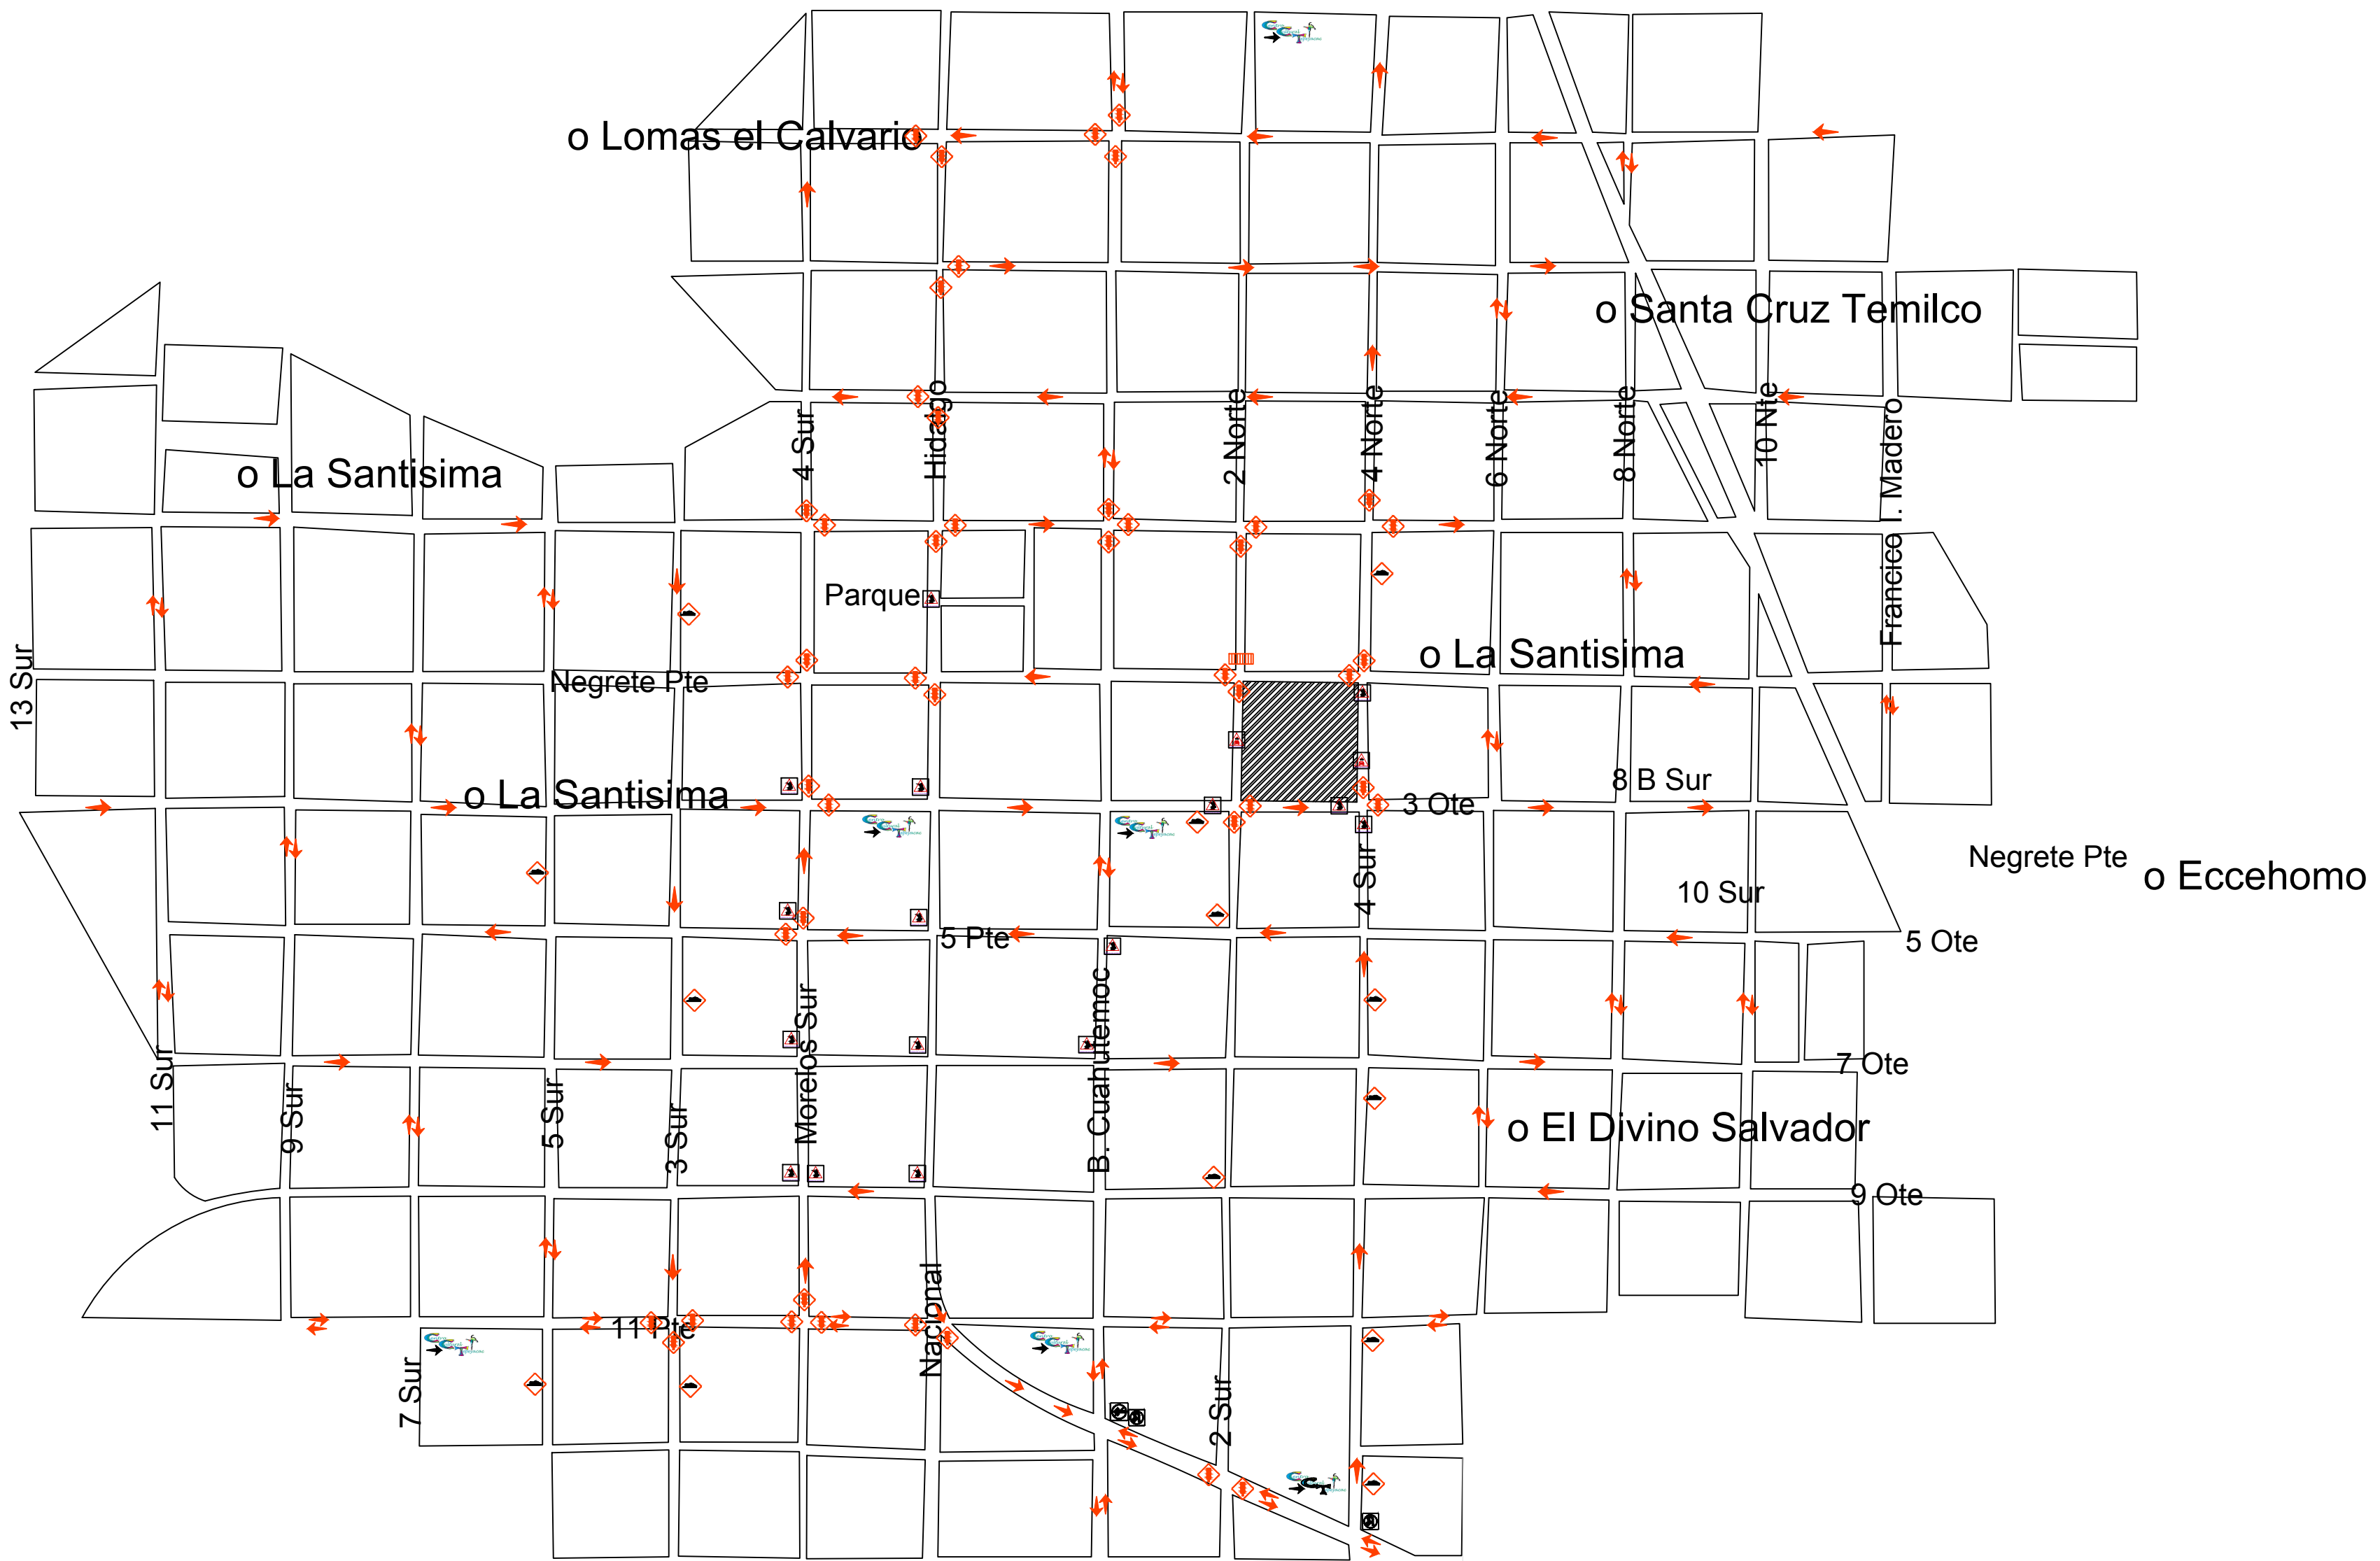 o Lomas el Calvario
o Santa Cruz Temilco
4 Sur
Hidalgo
2 Norte
4 Norte
6 Norte
8 Norte
10 Nte
Francico I. Madero
o La Santisima
Parque
o La Santisima
13 Sur
Negrete Pte
o La Santisima
8 B Sur
3 Ote
Negrete Pte
o Eccehomo
4 Sur
10 Sur
5 Pte
5 Ote
Morelos Sur
B. Cuahutemoc
7 Ote
11 Sur
9 Sur
5 Sur
3 Sur
o El Divino Salvador
9 Ote
11 Pte
Nacional
7 Sur
2 Sur